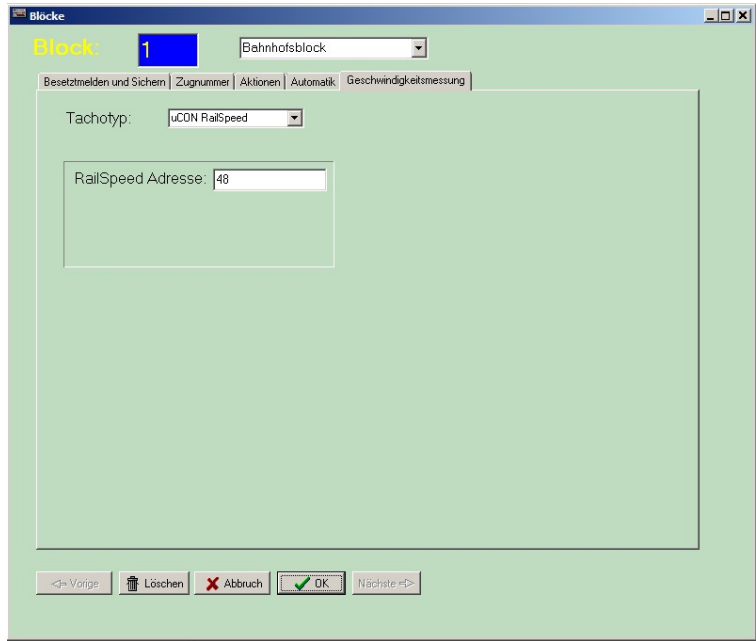 Blöcke
Block: 1 Bahnhofsblock
Besetztmelden und Sichern Zugnummer Aktionen Automatik Geschwindigkeitsmessung
Tachotyp: uCON RailSpeed
RailSpeed Adresse: 48
Vorige Löschen Abbruch OK Nächste